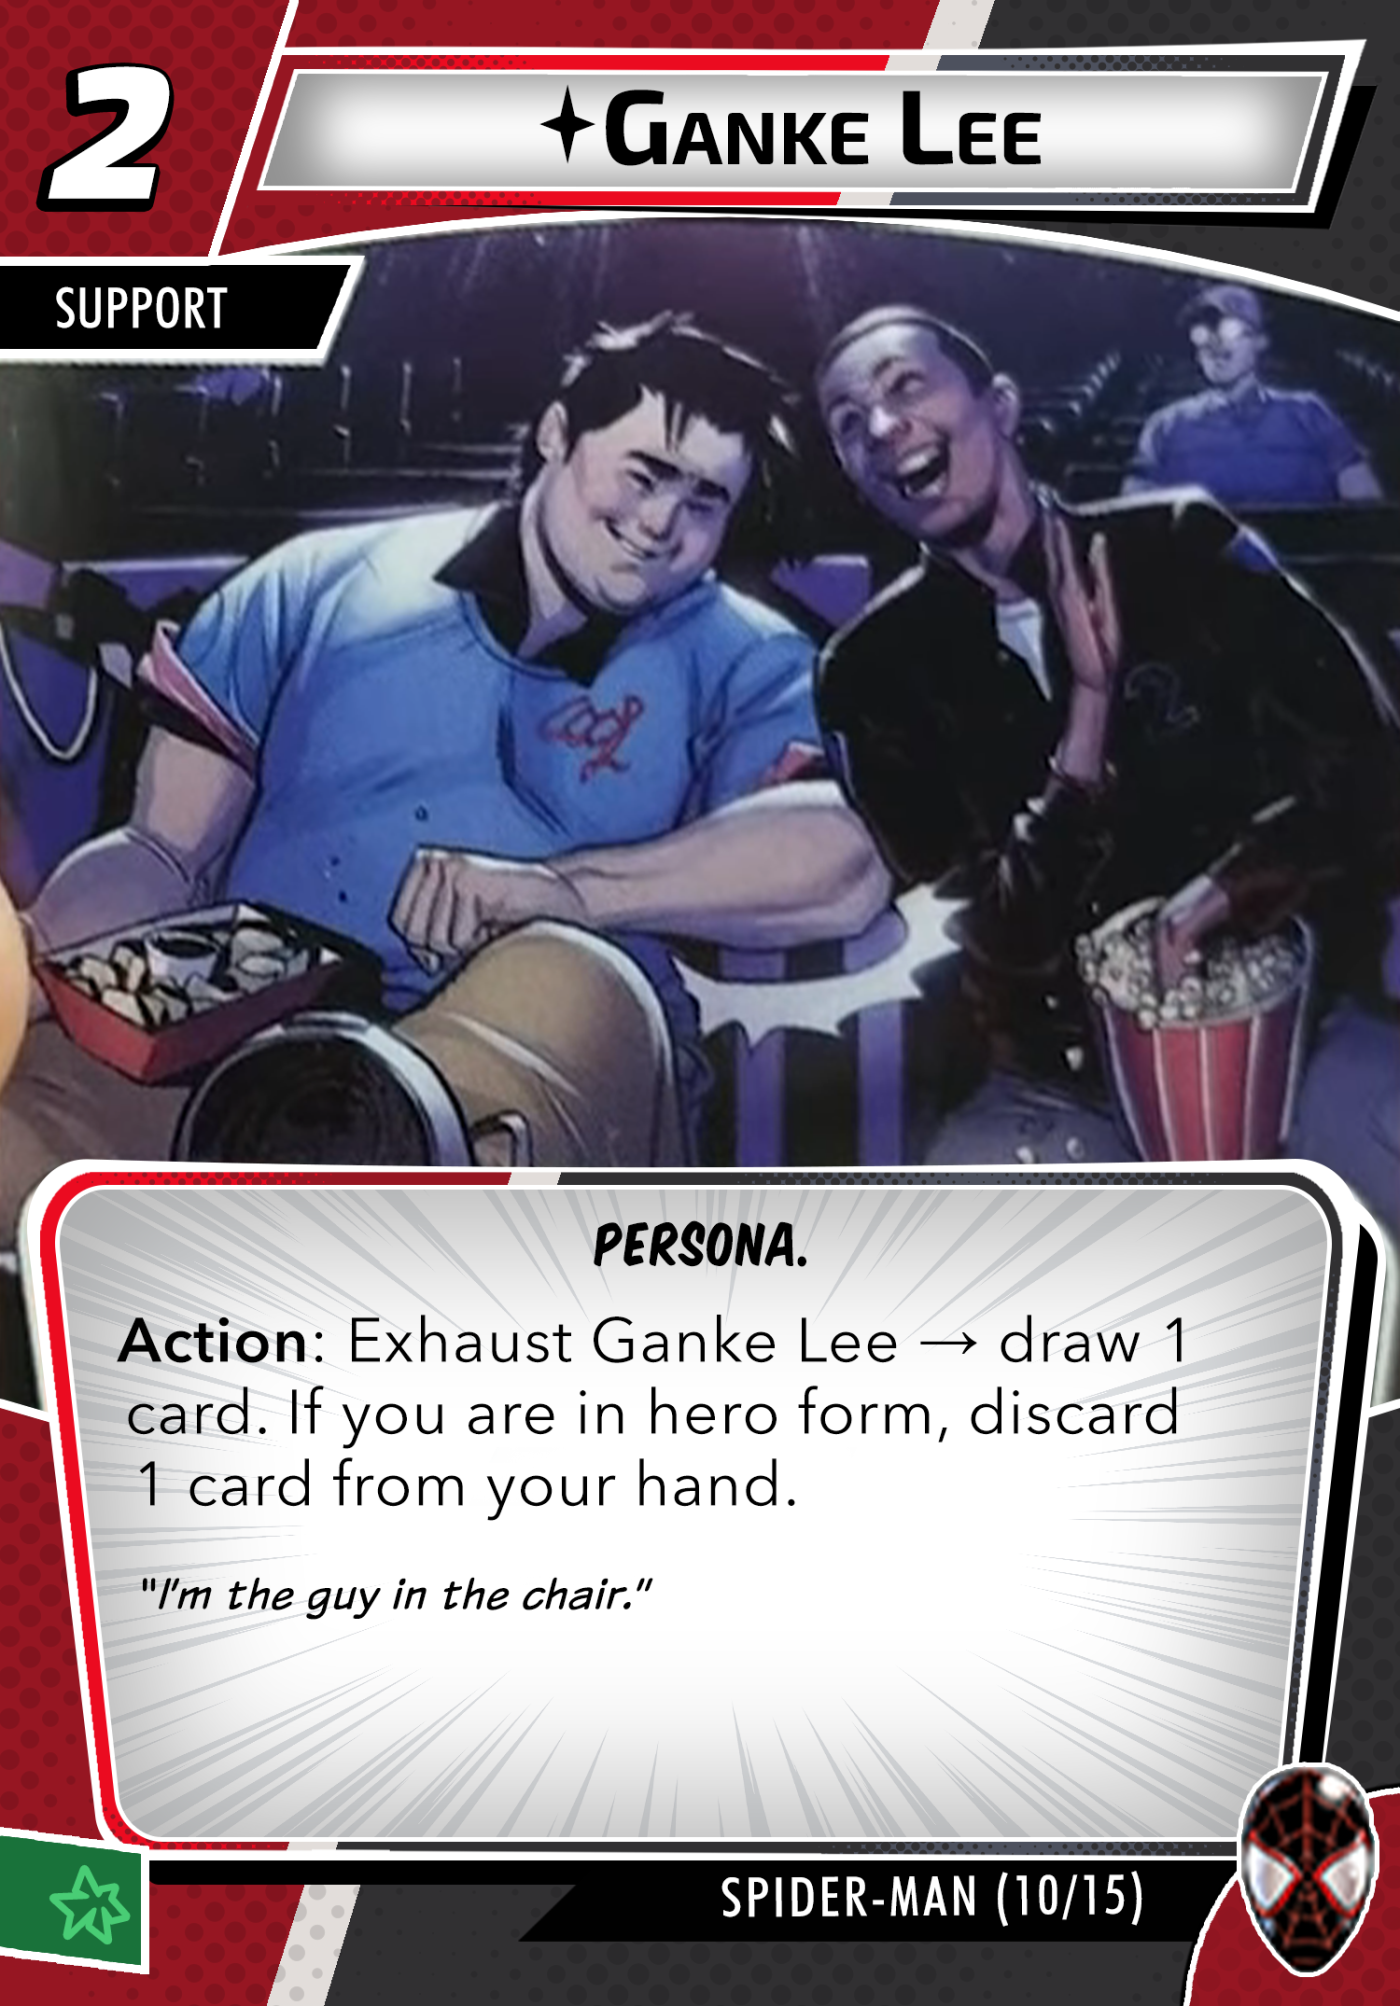 2
GANKE LEE
SUPPORT
PERSONA.
Action: Exhaust Ganke Lee → draw 1
card. If you are in hero form, discard
1 card from your hand.
"I'm the guy in the chair."
SPIDER-MAN (10/15)